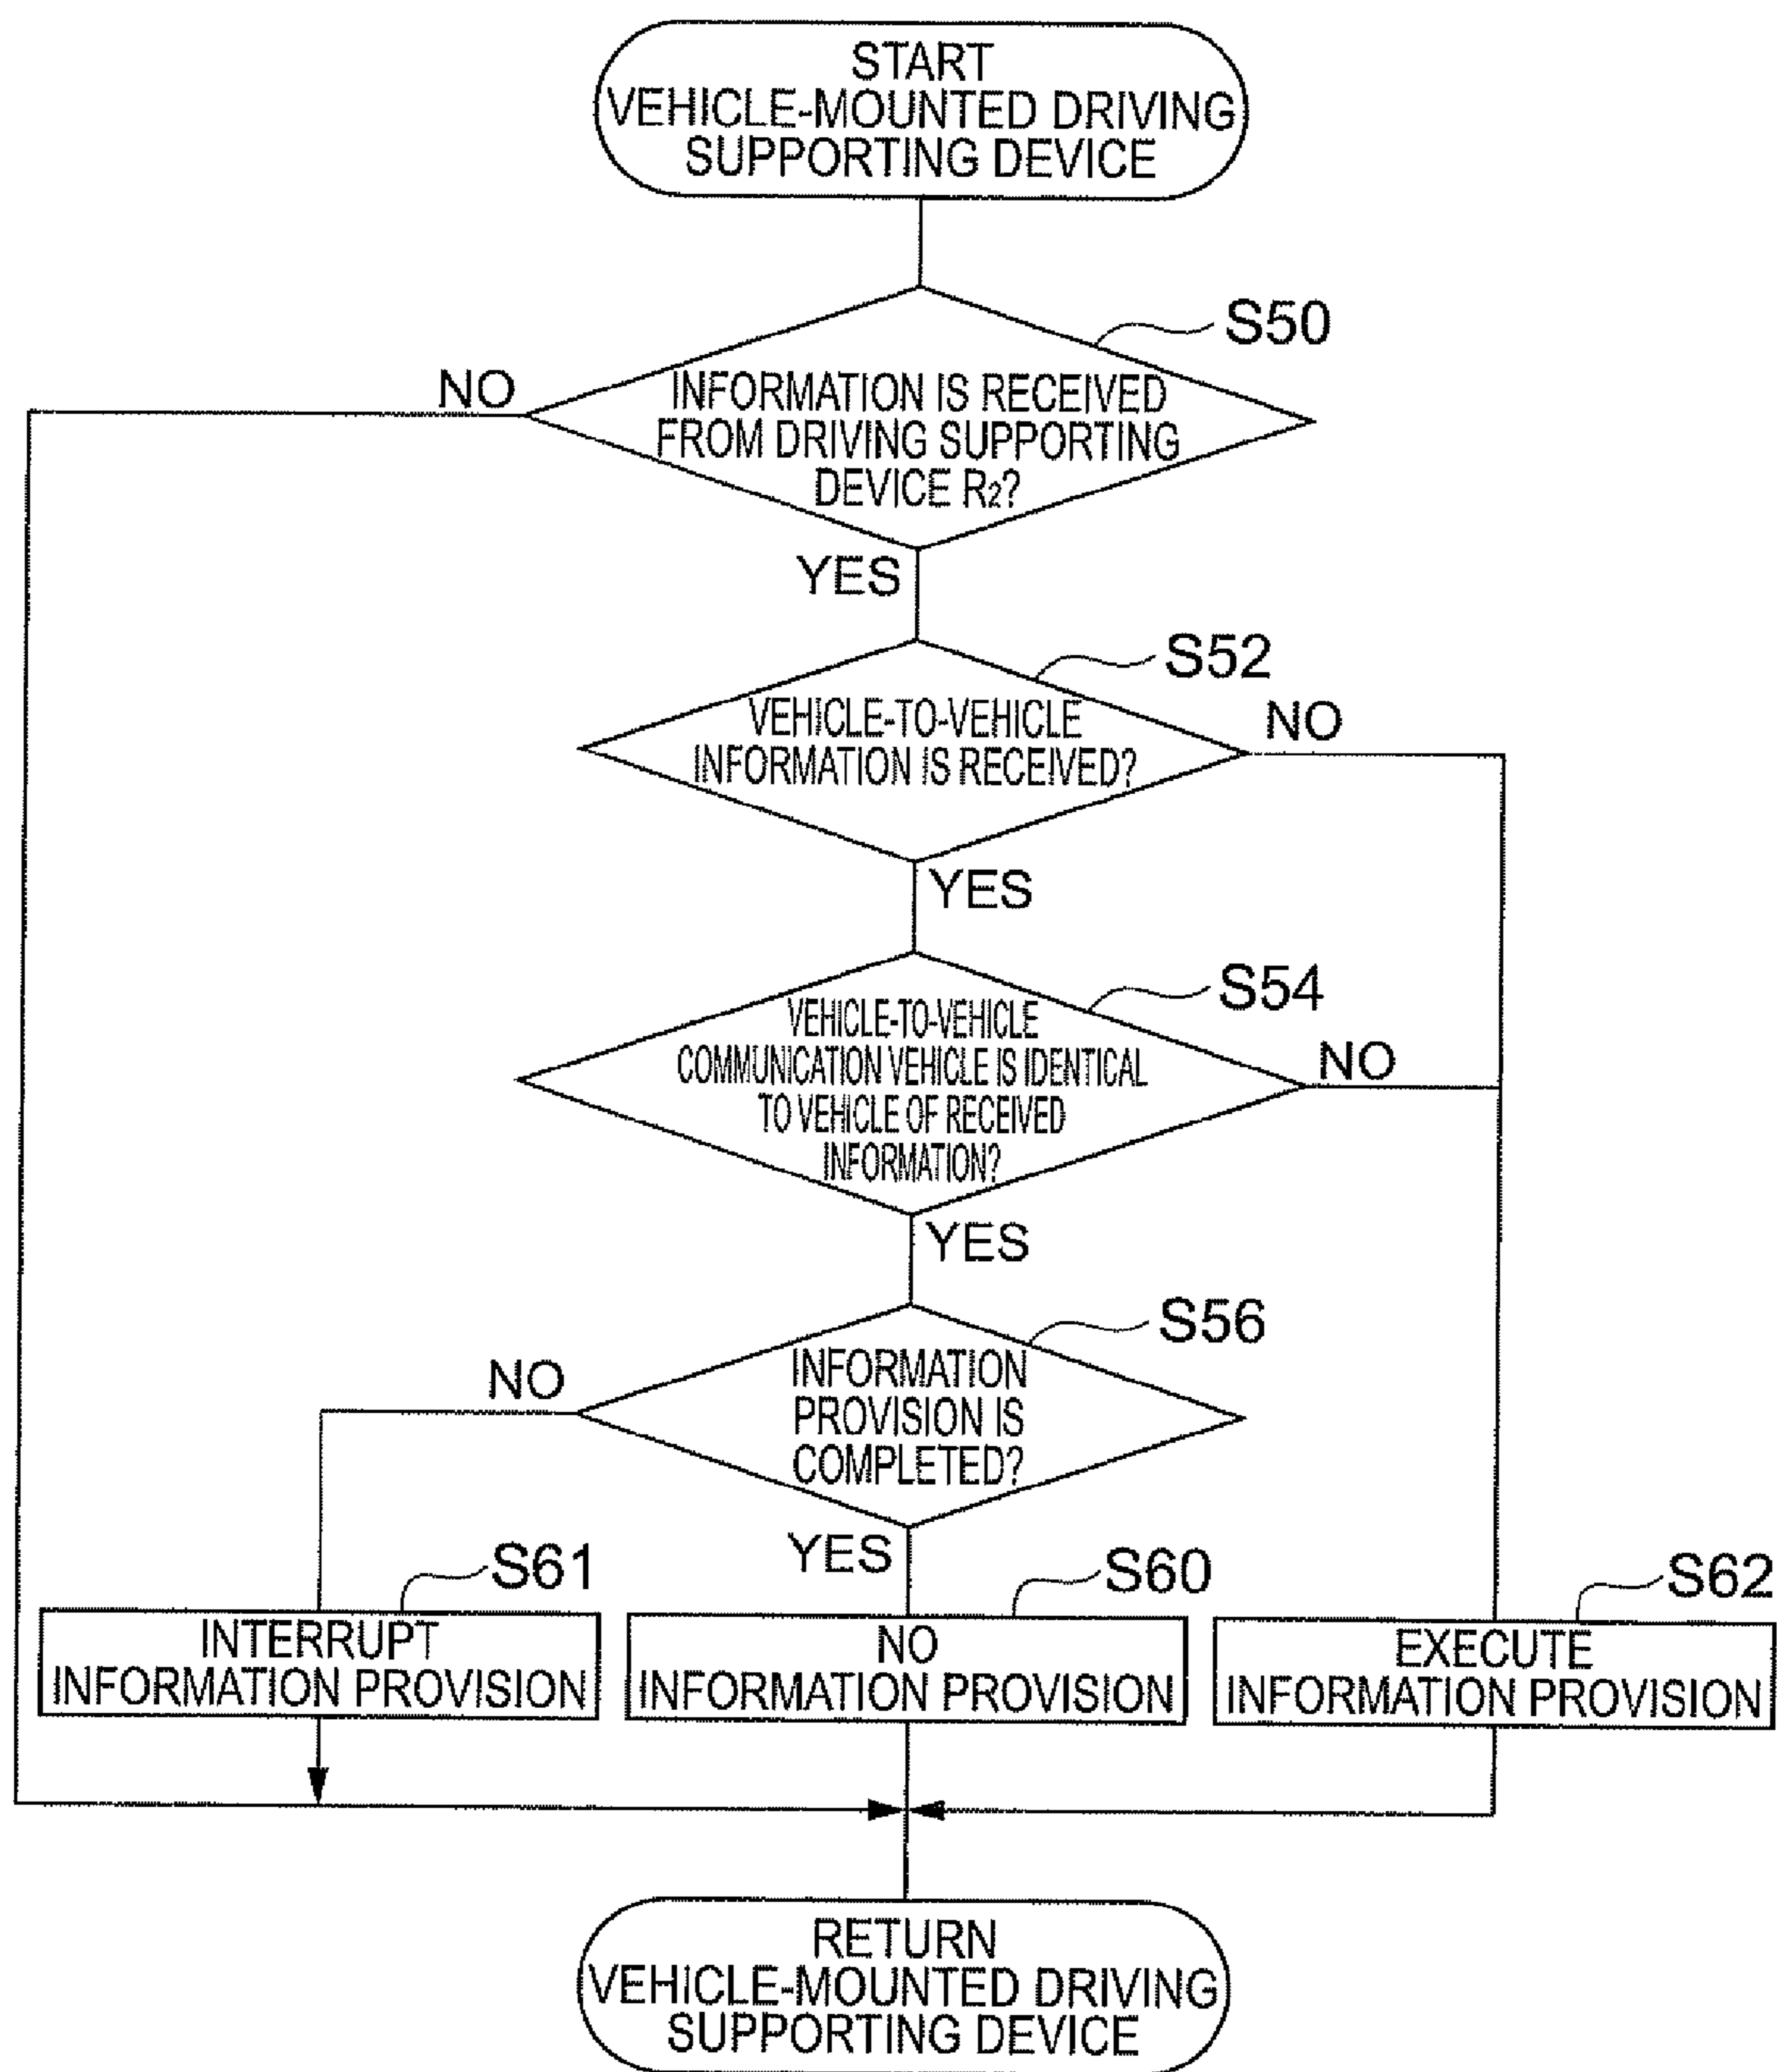 START
VEHICLE-MOUNTED DRIVING
SUPPORTING DEVICE
S50
NO
INFORMATION IS RECEIVED
FROM DRIVING SUPPORTING
DEVICE R2?
YES
S52
VEHICLE-TO-VEHICLE
INFORMATION IS RECEIVED?
NO
YES
S54
VEHICLE-TO-VEHICLE
COMMUNICATION VEHICLE IS IDENTICAL
TO VEHICLE OF RECEIVED
INFORMATION?
NO
YES
S56
NO
INFORMATION
PROVISION IS
COMPLETED?
YES
S61
S60
S62
INTERRUPT
INFORMATION PROVISION
NO
INFORMATION PROVISION
EXECUTE
INFORMATION PROVISION
RETURN
VEHICLE-MOUNTED DRIVING
SUPPORTING DEVICE